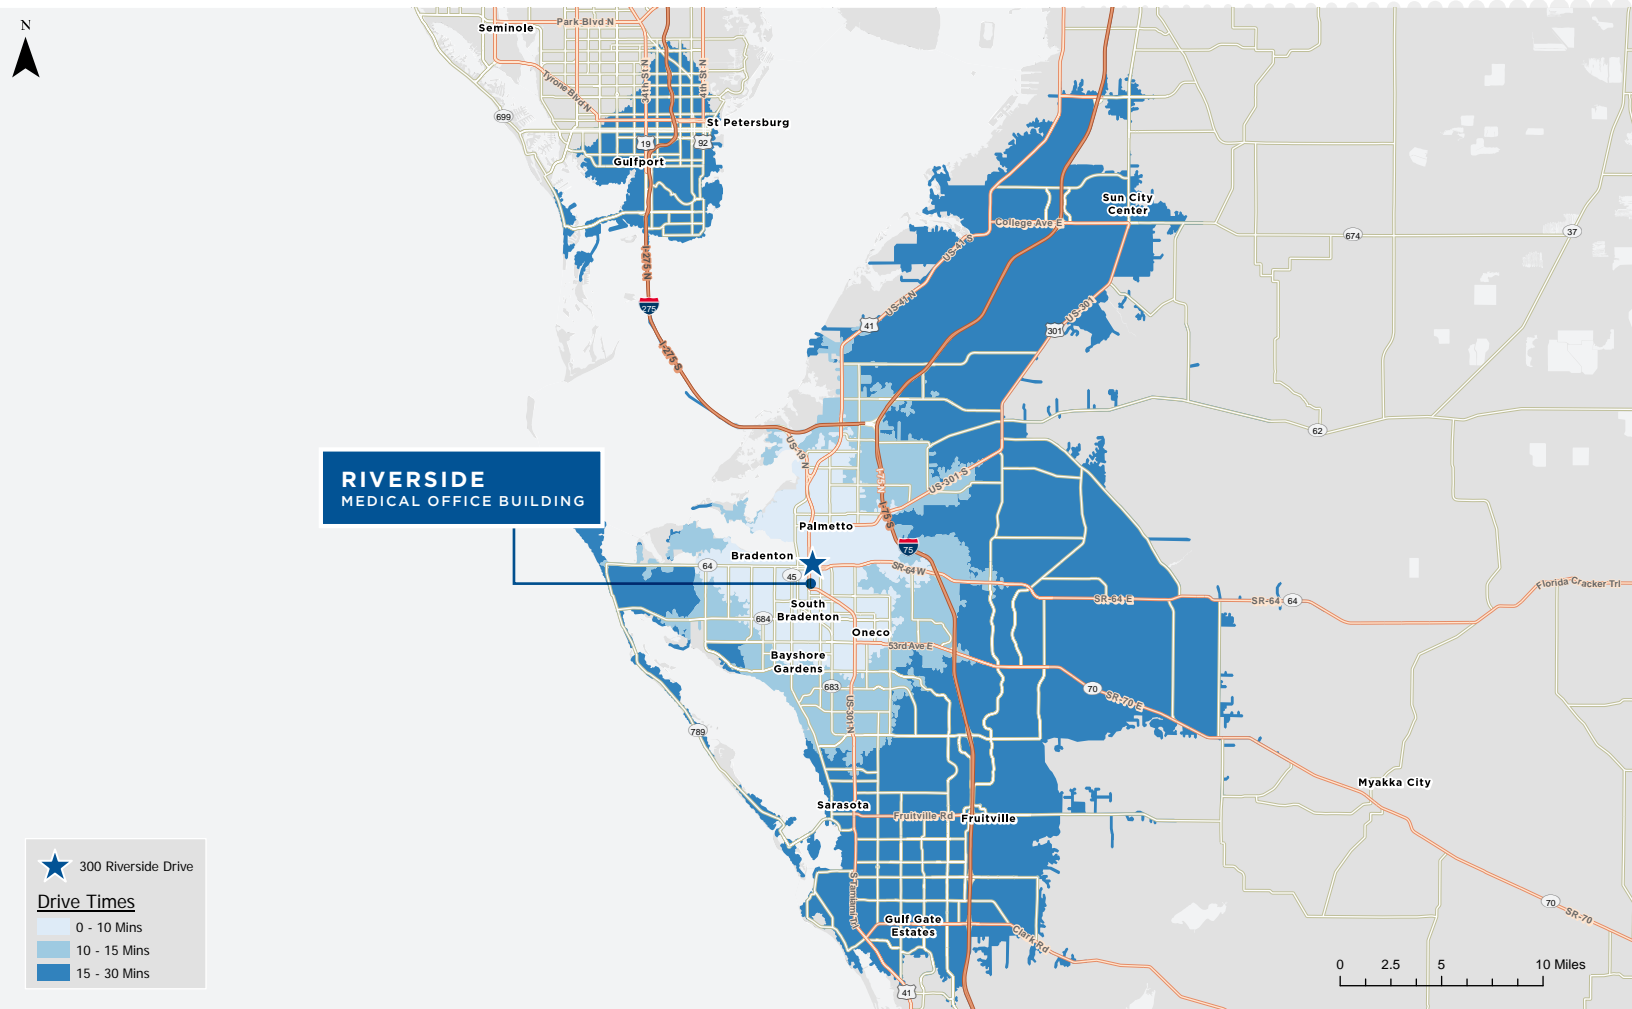 N
Seminole
Park Blvd N
34th St N
4th St N
Tyrone Blvd N
699
St Petersburg
19
92
Gulfport
Sun City
Center
College Ave E
674
37
US-41 S
I-275 N
275
US-41 N
41
US-301
301
I-275 S
62
US-19 N
RIVERSIDE
MEDICAL OFFICE BUILDING
US-301 S
I-75 S
Palmetto
75
Bradenton
64
45
SR-64 W
SR-64 E
SR-64
64
Florida Cracker Trl
South
Bradenton
684
Oneco
53rd Ave E
Bayshore
Gardens
683
70
SR-70 E
US-301 N
789
Myakka City
Sarasota
Fruitville Rd
Fruitville
S Tamiami Trl
Gulf Gate
Estates
Clark Rd
70
SR-70
41
300 Riverside Drive
Drive Times
0 - 10 Mins
10 - 15 Mins
15 - 30 Mins
0 2.5 5 10 Miles